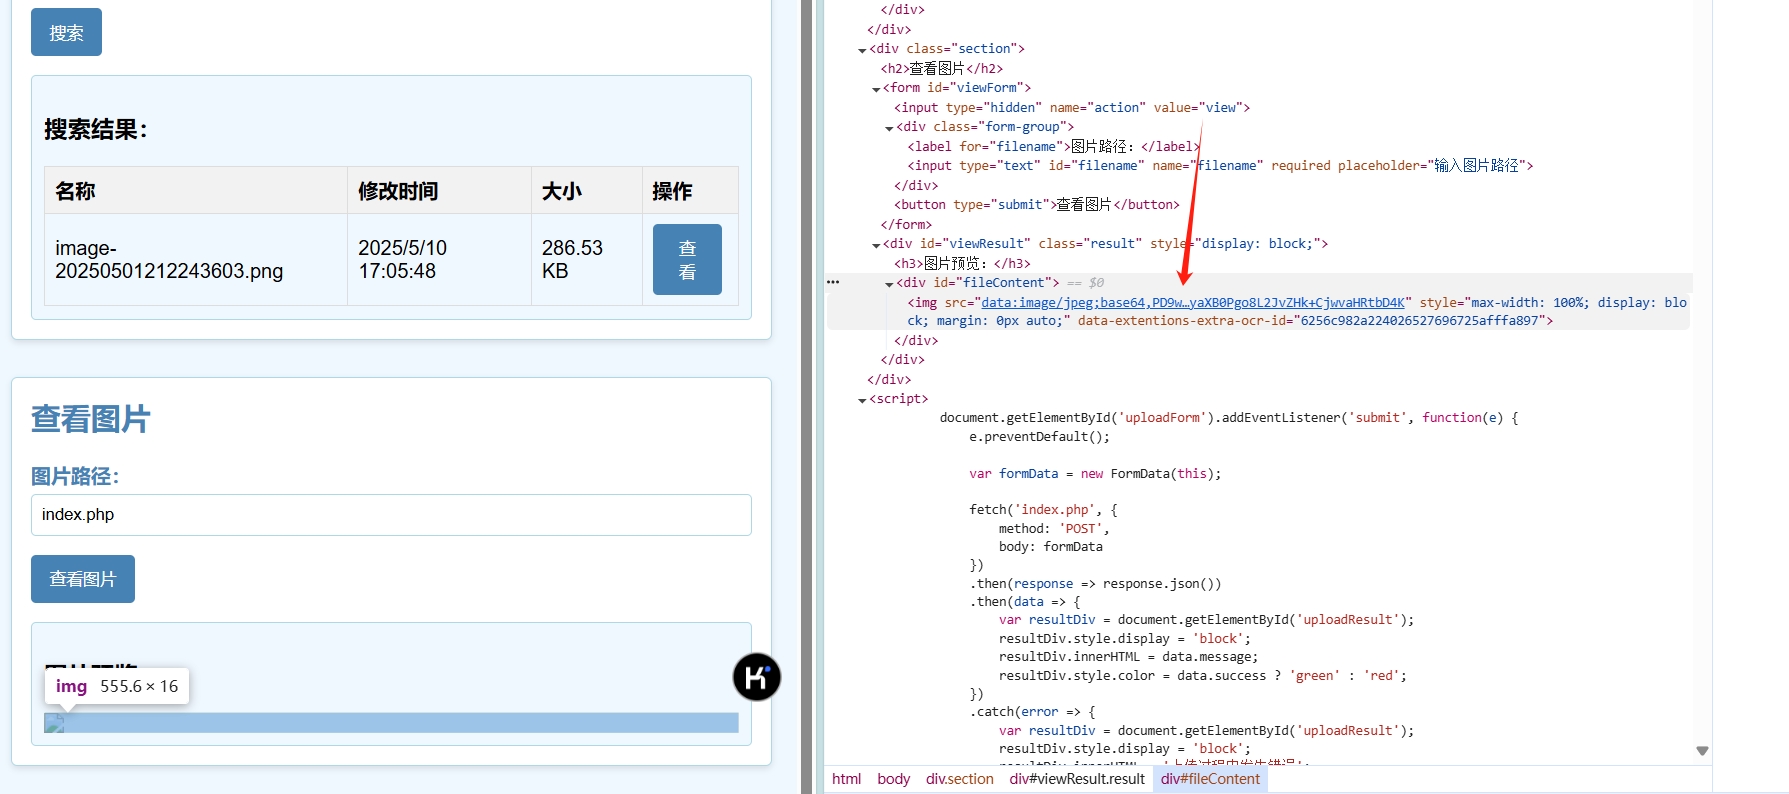 搜索
搜索结果：
名称 修改时间 大小 操作
image-20250501212243603.png 2025/5/10 17:05:48 286.53 KB 查看
查看图片
图片路径：
index.php
查看图片
img 555.6 × 16
</div>
</div>
<div class="section">
<h2>查看图片</h2>
<form id="viewForm">
<input type="hidden" name="action" value="view">
<div class="form-group">
<label for="filename">图片路径：</label>
<input type="text" id="filename" name="filename" required placeholder="输入图片路径">
</div>
<button type="submit">查看图片</button>
</form>
<div id="viewResult" class="result" style="display: block;">
<h3>图片预览：</h3>
<div id="fileContent"> == $0
<img src="data:image/jpeg;base64,PD9w…yaXB0Pgo8L2JvZHk+CjwvaHRtbD4K" style="max-width: 100%; display: blo
ck; margin: 0px auto;" data-extentions-extra-ocr-id="6256c982a224026527696725afffa897">
</div>
</div>
</div>
<script>
document.getElementById('uploadForm').addEventListener('submit', function(e) {
e.preventDefault();
var formData = new FormData(this);
fetch('index.php', {
method: 'POST',
body: formData
})
.then(response => response.json())
.then(data => {
var resultDiv = document.getElementById('uploadResult');
resultDiv.style.display = 'block';
resultDiv.innerHTML = data.message;
resultDiv.style.color = data.success ? 'green' : 'red';
})
.catch(error => {
var resultDiv = document.getElementById('uploadResult');
resultDiv.style.display = 'block';
html body div.section div#viewResult.result div#fileContent